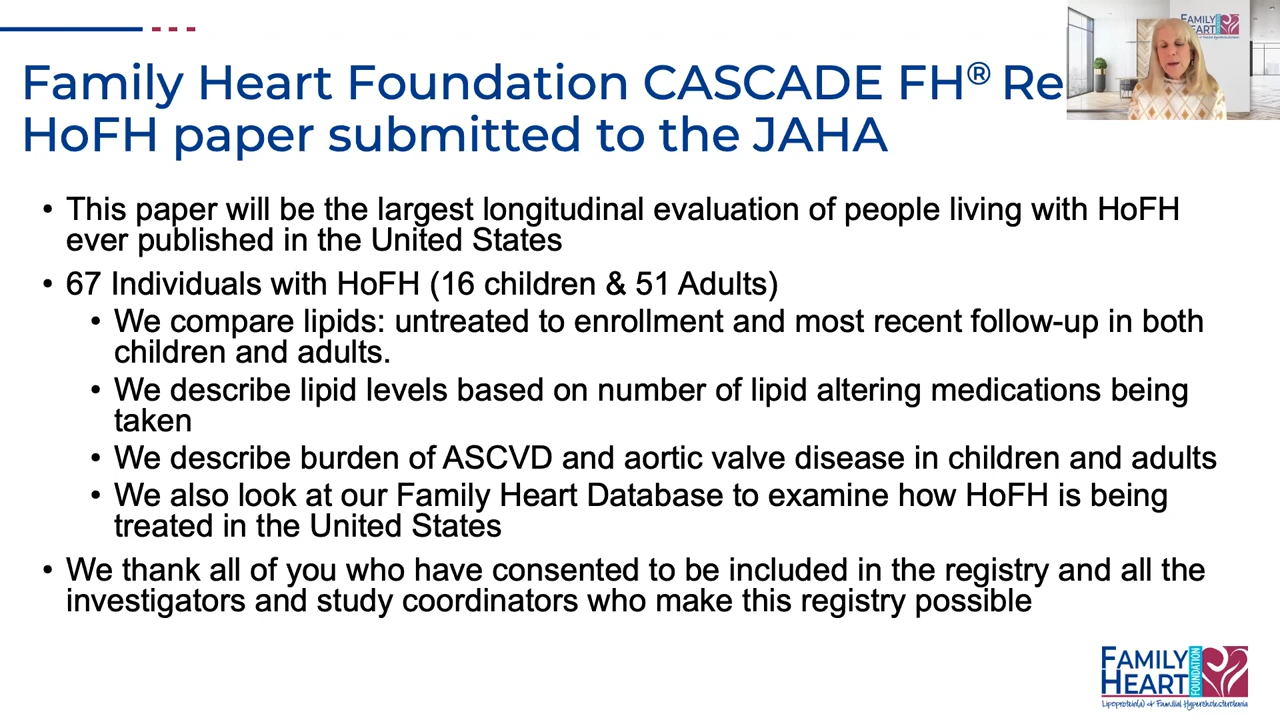 Family Heart Foundation CASCADE FH® Re
HoFH paper submitted to the JAHA
• This paper will be the largest longitudinal evaluation of people living with HoFH
ever published in the United States
• 67 Individuals with HoFH (16 children & 51 Adults)
• We compare lipids: untreated to enrollment and most recent follow-up in both
children and adults.
• We describe lipid levels based on number of lipid altering medications being
taken
• We describe burden of ASCVD and aortic valve disease in children and adults
• We also look at our Family Heart Database to examine how HoFH is being
treated in the United States
• We thank all of you who have consented to be included in the registry and all the
investigators and study coordinators who make this registry possible
FAMILY
HEART
FAMILY
HEART
FOUNDATION
Lipoprotein(a) & Familial Hypercholesterolemia